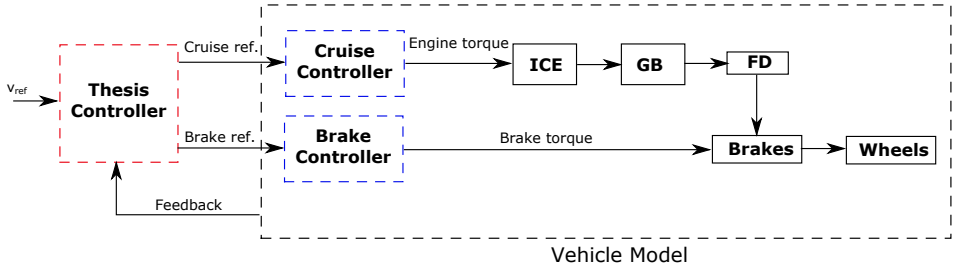 v_ref
Thesis
Controller
Cruise ref.
Brake ref.
Feedback
Cruise
Controller
Engine torque
ICE
GB
FD
Brake
Controller
Brake torque
Brakes
Wheels
Vehicle Model